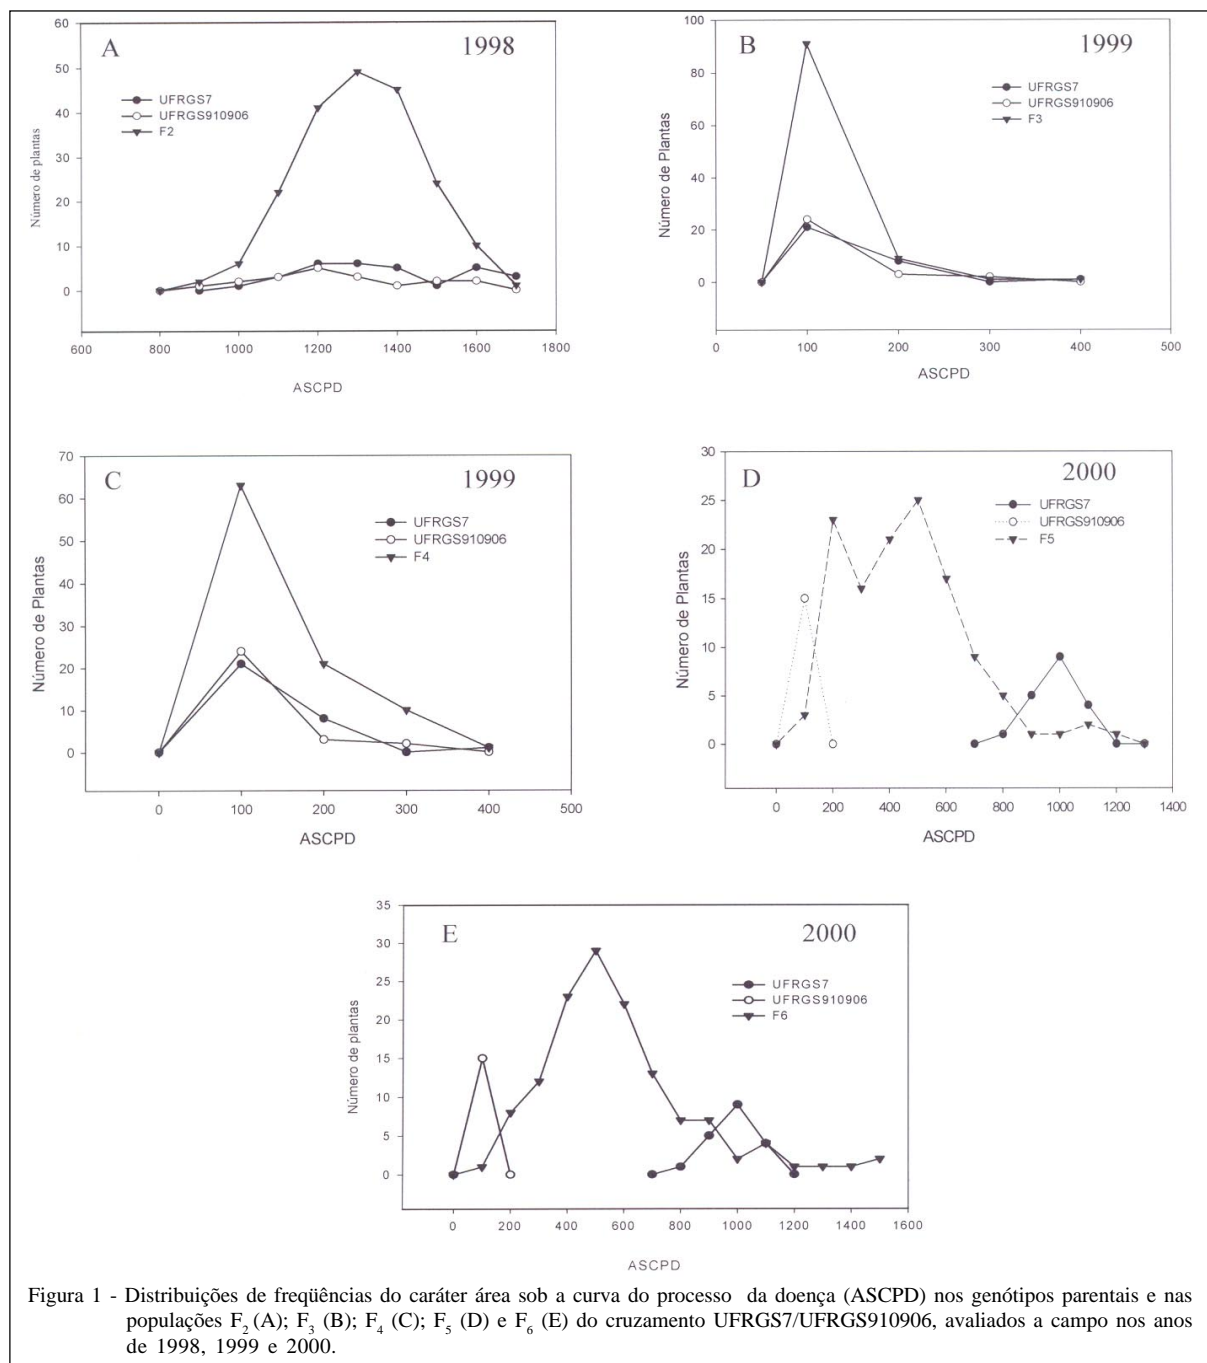 A
1998
UFRGS7
UFRGS910906
F2
Número de plantas
60
50
40
30
20
10
0
600 800 1000 1200 1400 1600 1800
ASCPD
B
1999
UFRGS7
UFRGS910906
F3
Número de Plantas
100
80
60
40
20
0
0 100 200 300 400 500
ASCPD
C
1999
UFRGS7
UFRGS910906
F4
Número de Plantas
70
60
50
40
30
20
10
0
0 100 200 300 400 500
ASCPD
D
2000
UFRGS7
UFRGS910906
F5
Número de Plantas
30
25
20
15
10
5
0
0 200 400 600 800 1000 1200 1400
ASCPD
E
2000
UFRGS7
UFRGS910906
F6
Número de plantas
35
30
25
20
15
10
5
0
0 200 400 600 800 1000 1200 1400 1600
ASCPD
Figura 1 - Distribuições de freqüências do caráter área sob a curva do processo da doença (ASCPD) nos genótipos parentais e nas
populações F2 (A); F3 (B); F4 (C); F5 (D) e F6 (E) do cruzamento UFRGS7/UFRGS910906, avaliados a campo nos anos
de 1998, 1999 e 2000.